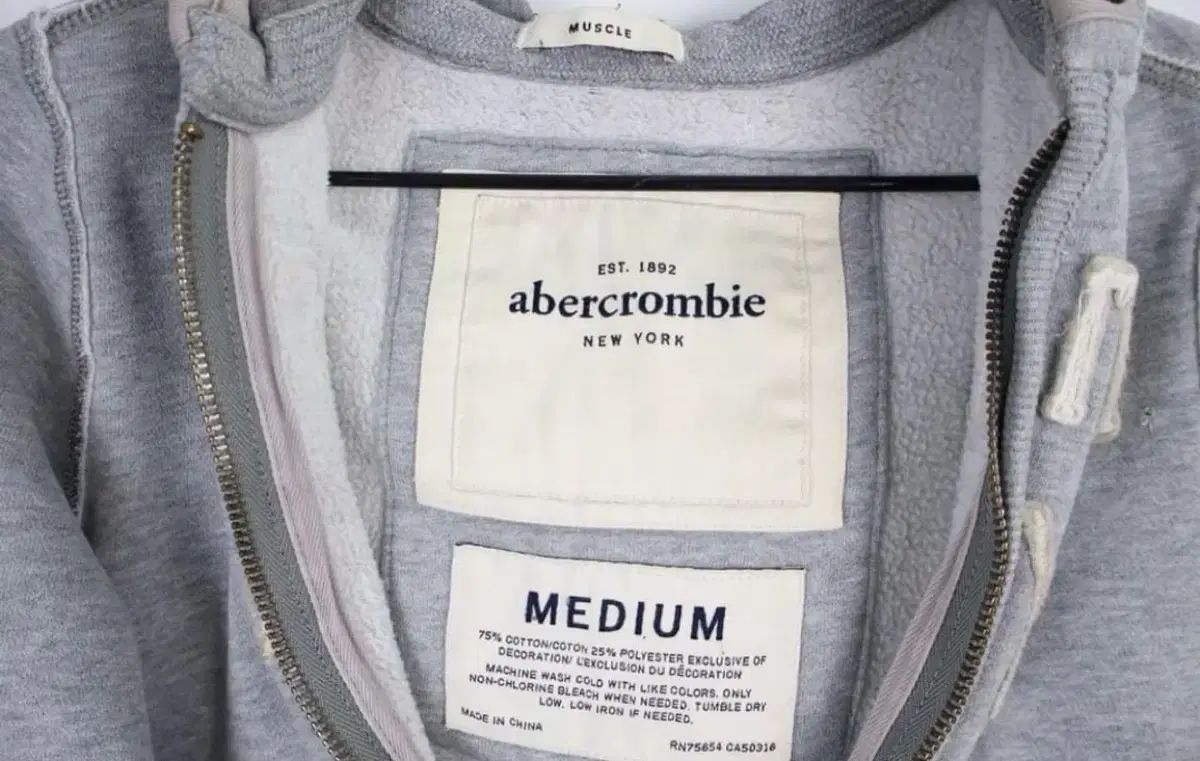 MUSCLE
EST. 1892
abercrombie
NEW YORK
MEDIUM
75% COTTON/COTON 25% POLYESTER EXCLUSIVE OF
DECORATION/ L'EXCLUSION DU DÉCORATION
MACHINE WASH COLD WITH LIKE COLORS. ONLY
NON-CHLORINE BLEACH WHEN NEEDED. TUMBLE DRY
LOW. LOW IRON IF NEEDED.
MADE IN CHINA
RN75654 CA50316